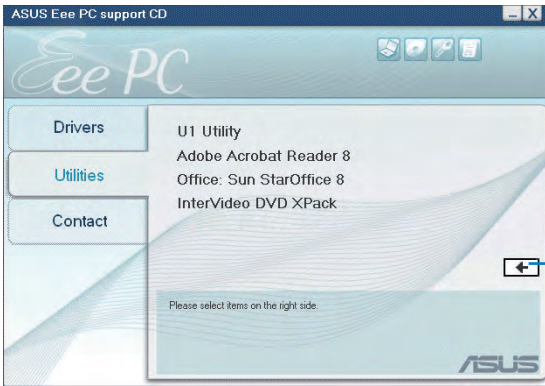 ASUS Eee PC support CD
Eee PC
Drivers
Utilities
Contact
U1 Utility
Adobe Acrobat Reader 8
Office: Sun StarOffice 8
InterVideo DVD XPack
Please select items on the right side.
ASUS